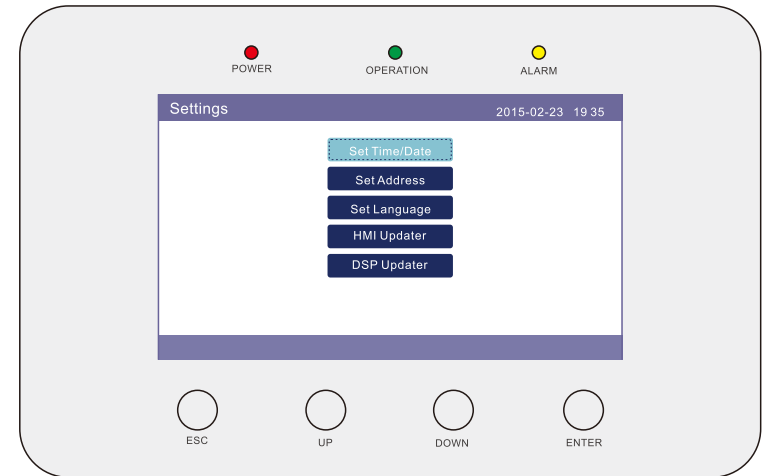 POWER OPERATION ALARM
Settings 2015-02-23 19 35
Set Time/Date
Set Address
Set Language
HMI Updater
DSP Updater
ESC UP DOWN ENTER